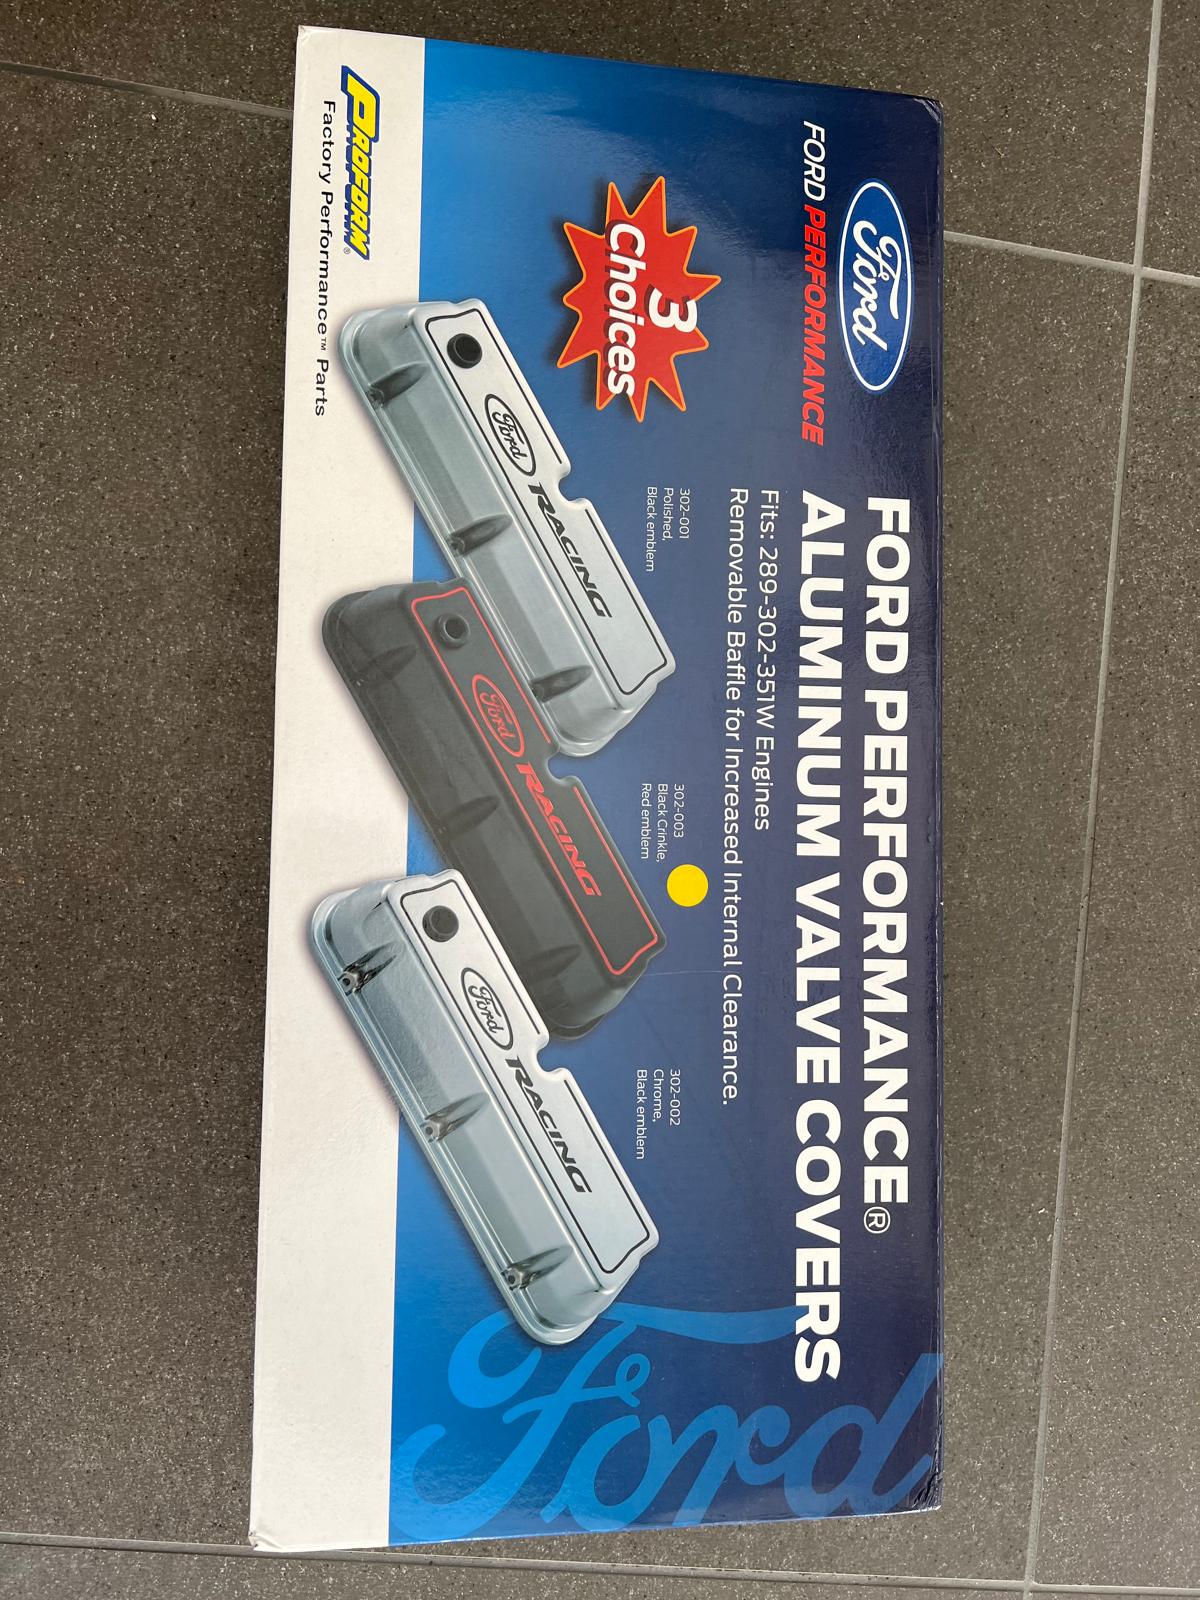 Ford
FORD PERFORMANCE
FORD PERFORMANCE®
ALUMINUM VALVE COVERS
Fits: 289-302-351W Engines
Removable Baffle for Increased Internal Clearance.
3
Choices
302-001
Polished,
Black emblem
302-003
Black Crinkle,
Red emblem
302-002
Chrome,
Black emblem
Ford RACING
Ford RACING
Ford RACING
Ford
PROFORM®
Factory Performance™ Parts